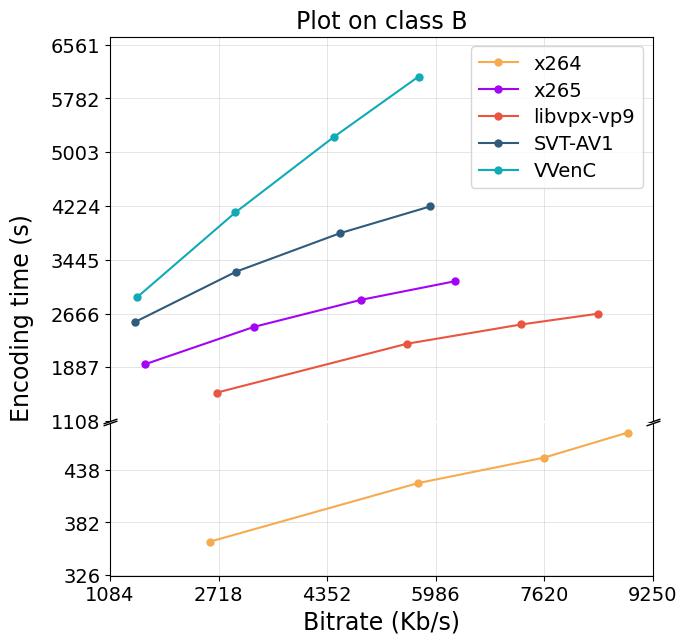 Plot on class B
6561
5782
5003
4224
3445
2666
1887
1108
438
382
326
Encoding time (s)
x264
x265
libvpx-vp9
SVT-AV1
VVenC
1084 2718 4352 5986 7620 9250
Bitrate (Kb/s)